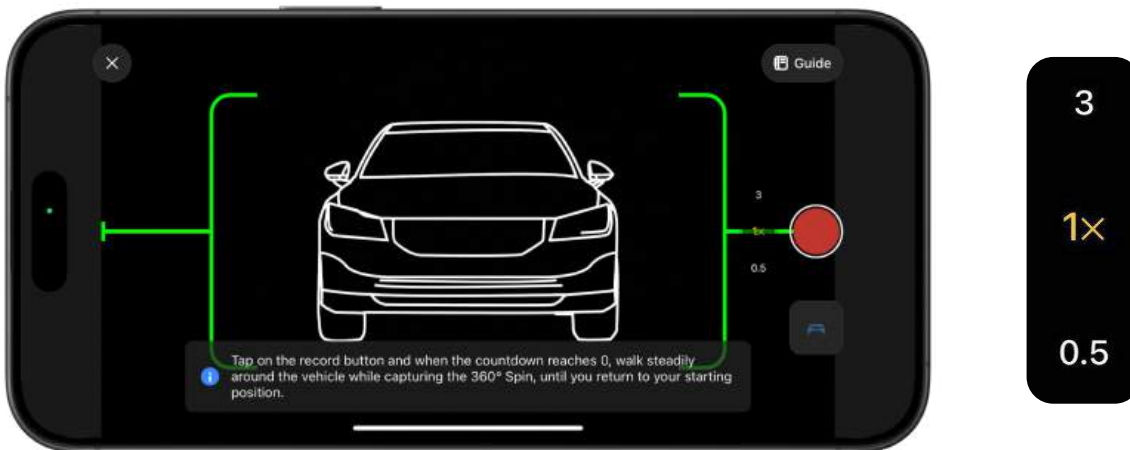 Guide
3
1×
0.5
Tap on the record button and when the countdown reaches 0, walk steadily
around the vehicle while capturing the 360° Spin, until you return to your starting
position.
3
1×
0.5